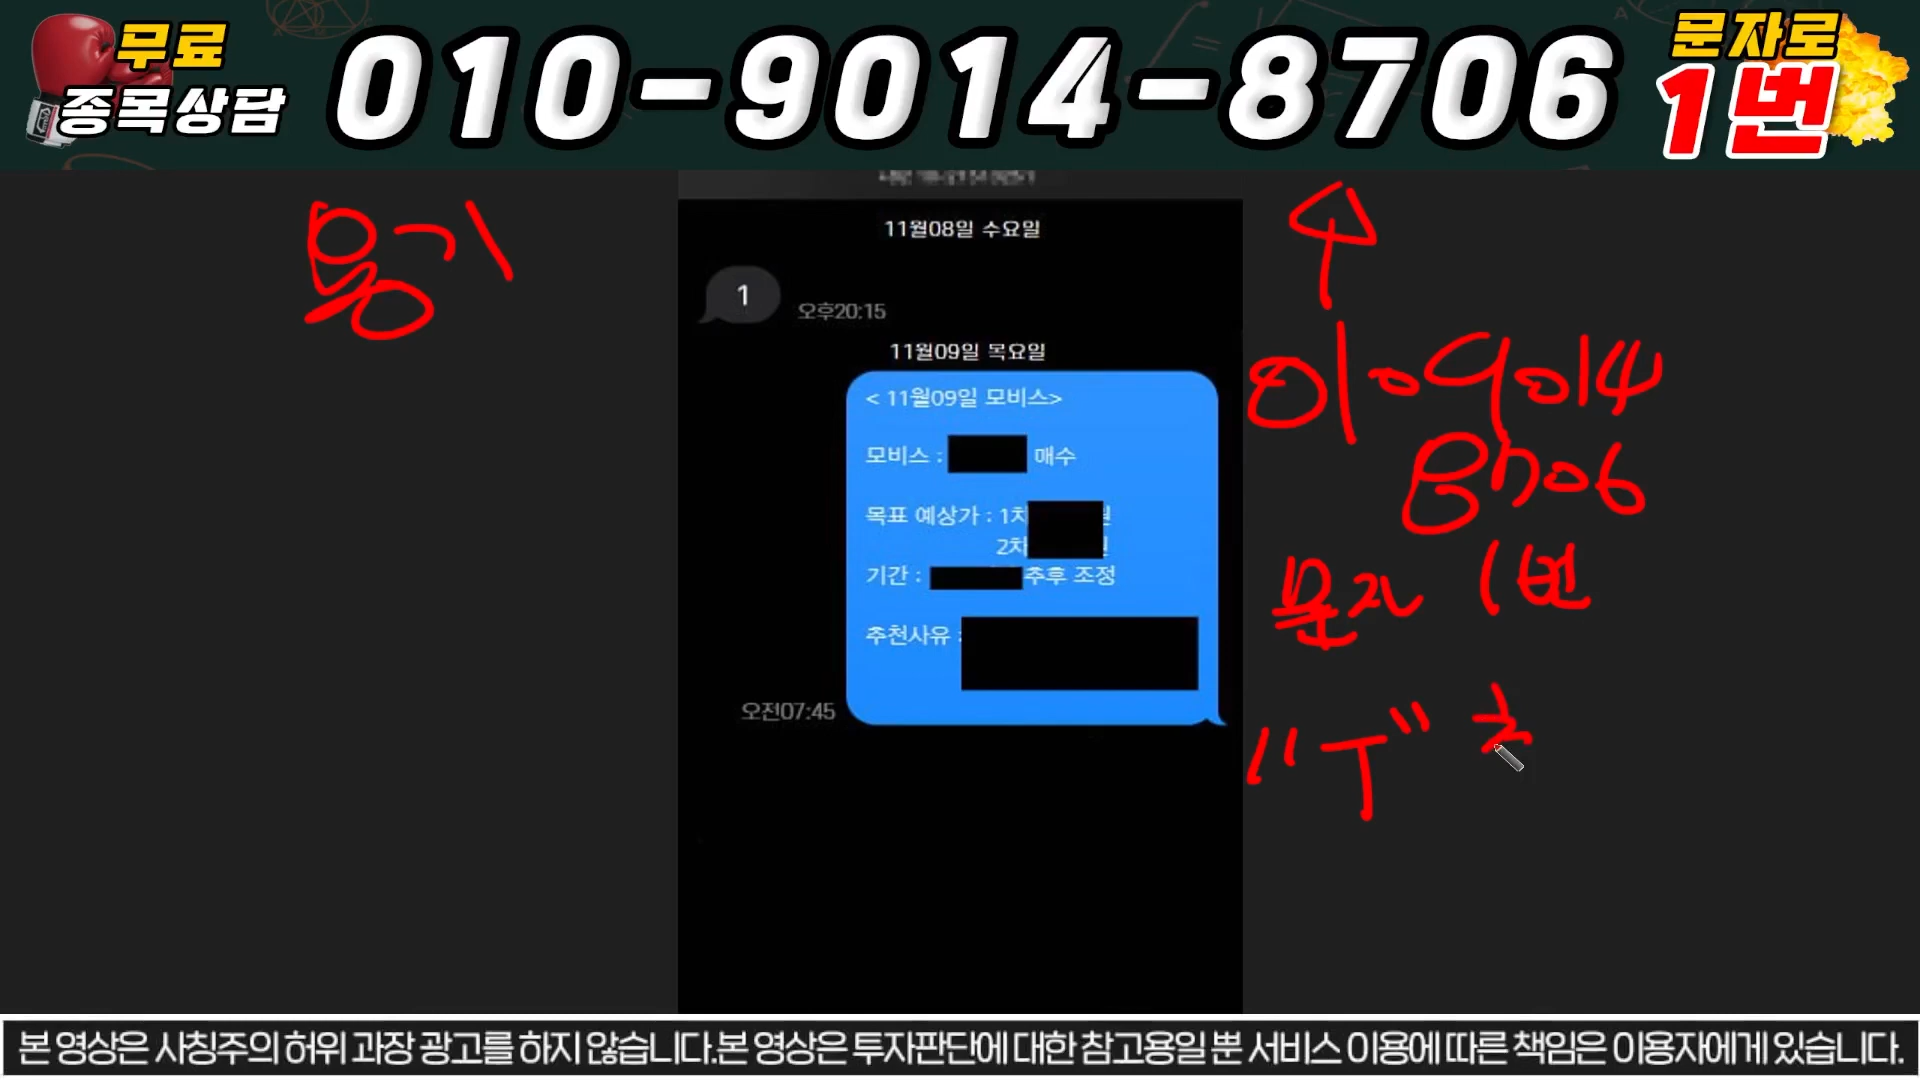 무료
종목상담
010-9014-8706
문자로
1번
11월08일 수요일
1
오후20:15
11월09일 목요일
< 11월09일 모비스>
모비스 : 매수
목표 예상가 : 1차 원
2차 원
기간 : 추후 조정
추천사유 :
오전07:45
용기
010 9014
8706
문자 1번
"T"
본 영상은 사칭주의 허위 과장 광고를 하지 않습니다.본 영상은 투자판단에 대한 참고용일 뿐 서비스 이용에 따른 책임은 이용자에게 있습니다.